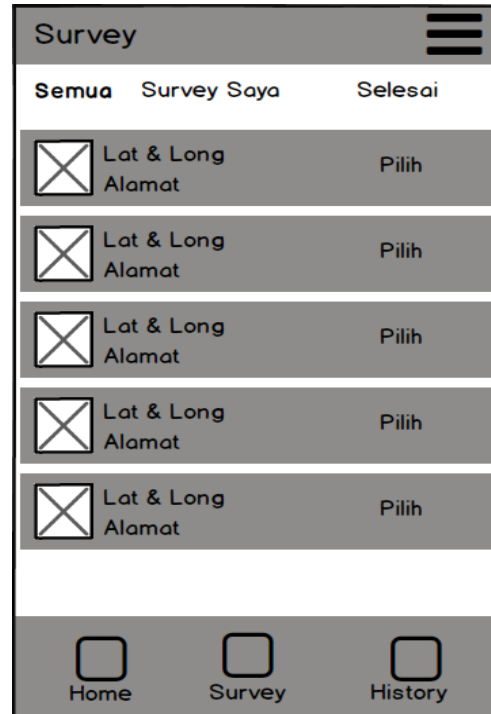 Survey
Semua Survey Saya Selesai
Lat & Long
Alamat
Pilih
Lat & Long
Alamat
Pilih
Lat & Long
Alamat
Pilih
Lat & Long
Alamat
Pilih
Lat & Long
Alamat
Pilih
Home Survey History